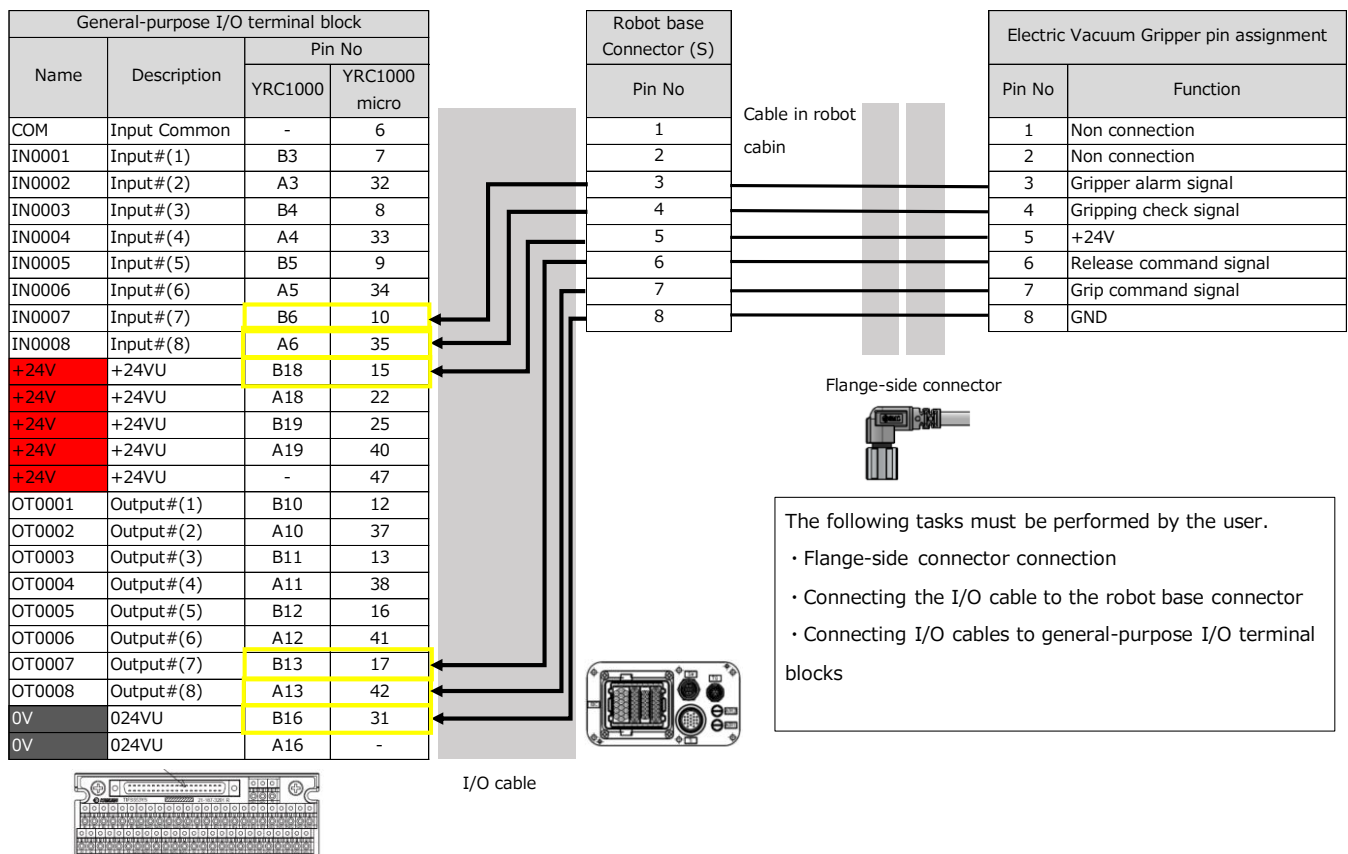 General-purpose I/O terminal block
Name Description Pin No
YRC1000 YRC1000 micro
COM Input Common - 6
IN0001 Input#(1) B3 7
IN0002 Input#(2) A3 32
IN0003 Input#(3) B4 8
IN0004 Input#(4) A4 33
IN0005 Input#(5) B5 9
IN0006 Input#(6) A5 34
IN0007 Input#(7) B6 10
IN0008 Input#(8) A6 35
+24V +24VU B18 15
+24V +24VU A18 22
+24V +24VU B19 25
+24V +24VU A19 40
+24V +24VU - 47
OT0001 Output#(1) B10 12
OT0002 Output#(2) A10 37
OT0003 Output#(3) B11 13
OT0004 Output#(4) A11 38
OT0005 Output#(5) B12 16
OT0006 Output#(6) A12 41
OT0007 Output#(7) B13 17
OT0008 Output#(8) A13 42
0V 024VU B16 31
0V 024VU A16 -
I/O cable
Robot base
Connector (S)
Pin No
1
2
3
4
5
6
7
8
Cable in robot
cabin
Electric Vacuum Gripper pin assignment
Pin No Function
1 Non connection
2 Non connection
3 Gripper alarm signal
4 Gripping check signal
5 +24V
6 Release command signal
7 Grip command signal
8 GND
Flange-side connector
The following tasks must be performed by the user.
・Flange-side connector connection
・Connecting the I/O cable to the robot base connector
・Connecting I/O cables to general-purpose I/O terminal
blocks